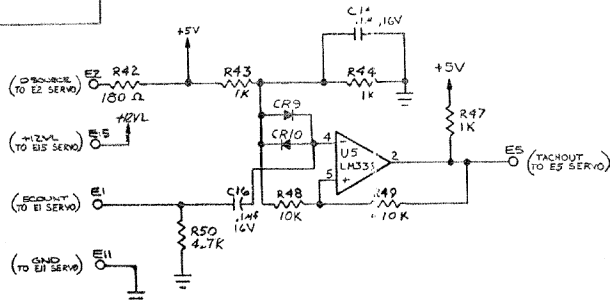 C14
.1Mf, 16V
+5V
+5V
(DSOURCE
TO E2 SERVO)
E2
R42
180 Ω
R43
1K
R44
1K
R47
1K
(+12VL
TO E15 SERVO)
E15
+12VL
CR9
CR10
4
5
U5
LM339
2
E5
(TACHOUT
TO E5 SERVO)
(ECOUNT
TO E1 SERVO)
E1
C16
.1Mf
16V
R48
10K
R49
10K
R50
4.7K
(GND
TO E11 SERVO)
E11